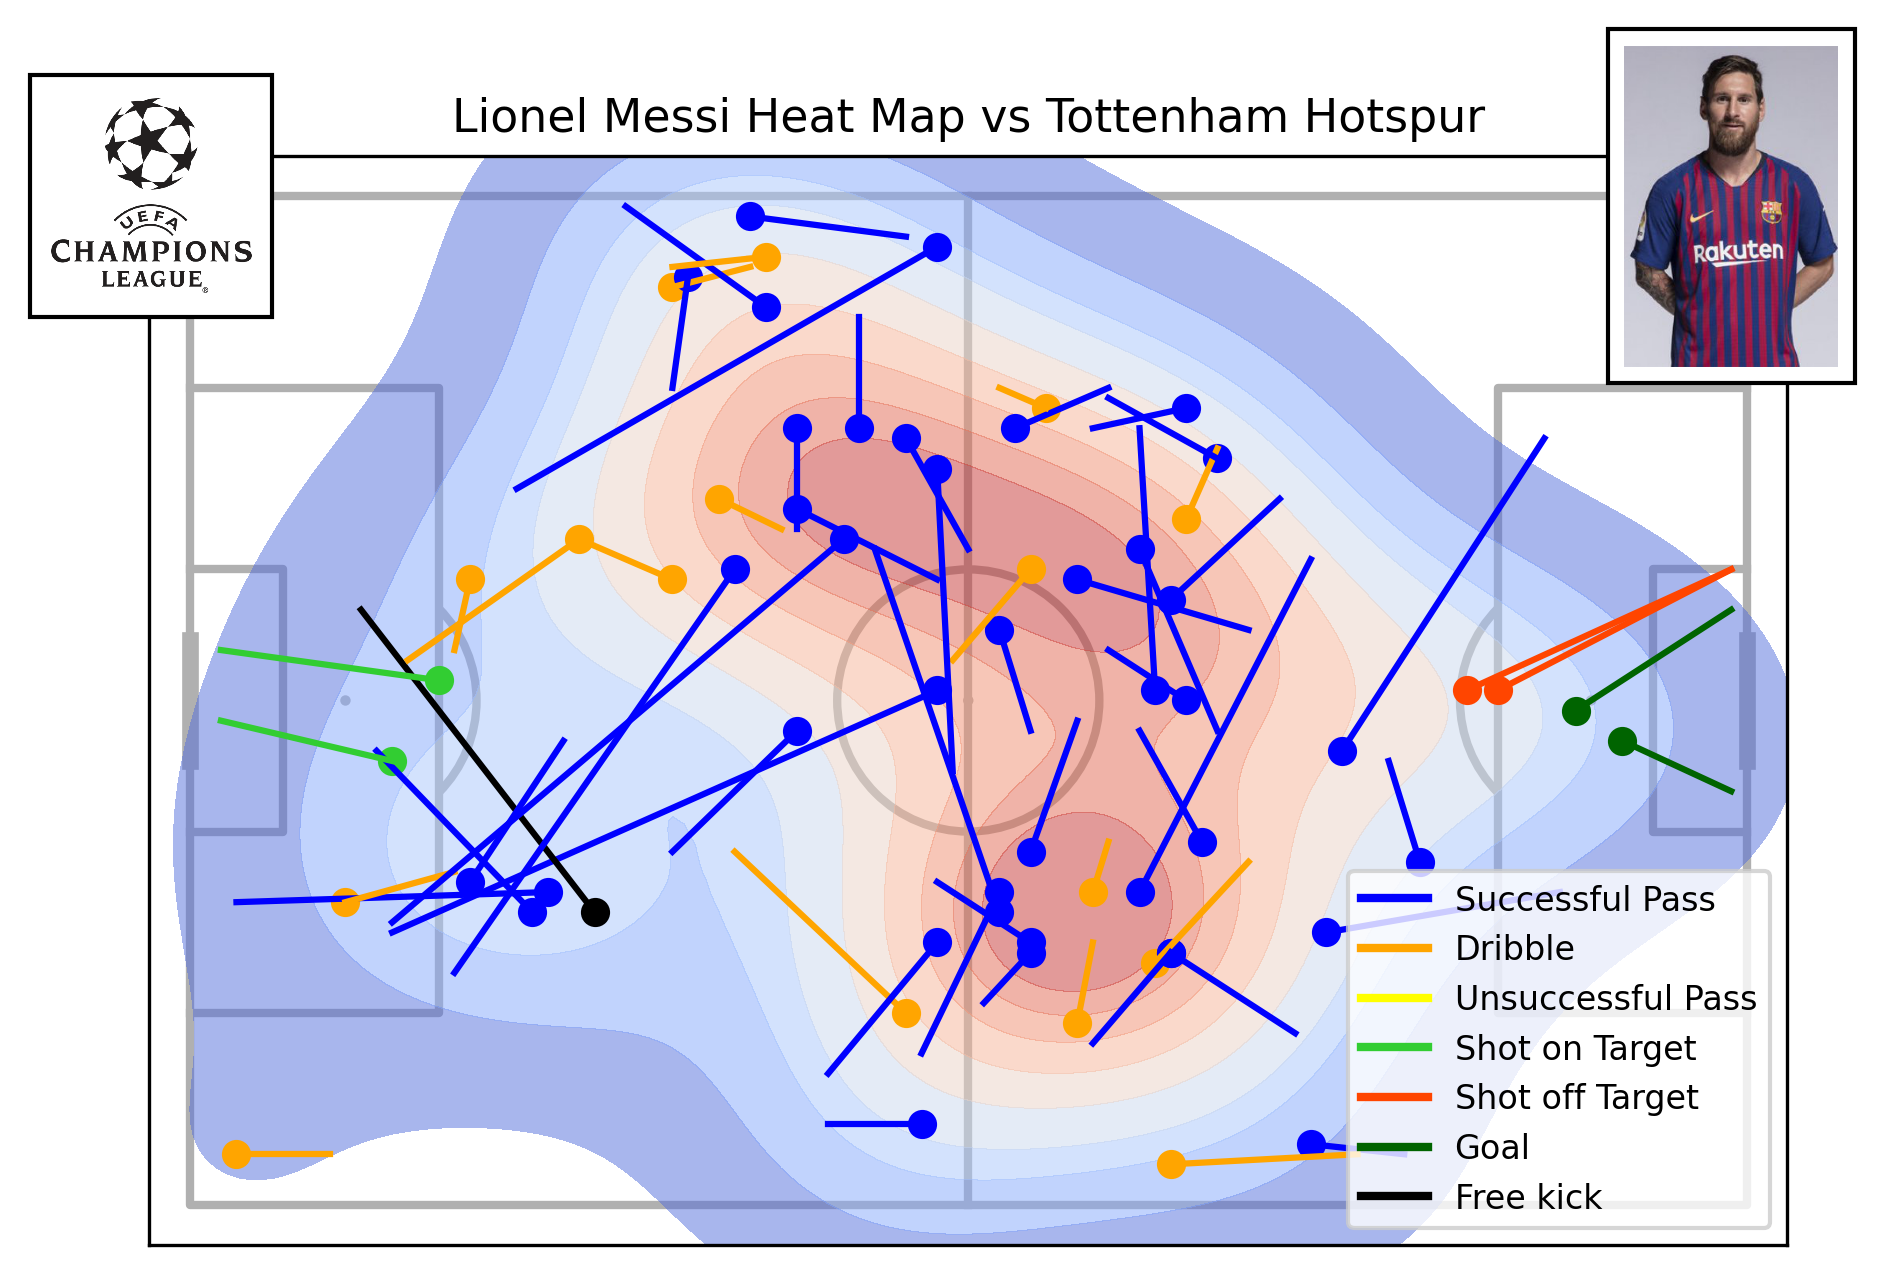 Lionel Messi Heat Map vs Tottenham Hotspur
UEFA
CHAMPIONS
LEAGUE®
Rakuten
Successful Pass
Dribble
Unsuccessful Pass
Shot on Target
Shot off Target
Goal
Free kick